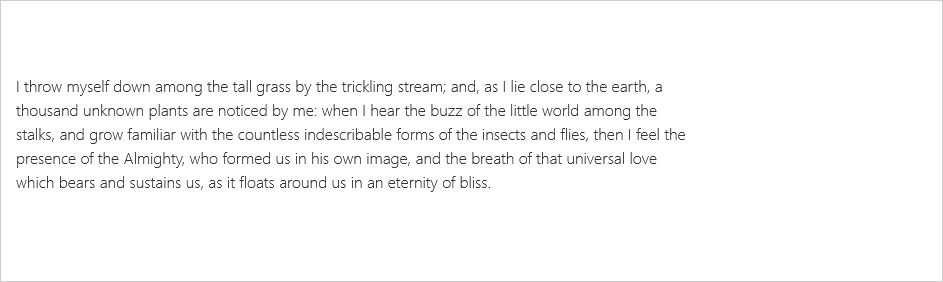 I throw myself down among the tall grass by the trickling stream; and, as I lie close to the earth, a
thousand unknown plants are noticed by me: when I hear the buzz of the little world among the
stalks, and grow familiar with the countless indescribable forms of the insects and flies, then I feel the
presence of the Almighty, who formed us in his own image, and the breath of that universal love
which bears and sustains us, as it floats around us in an eternity of bliss.